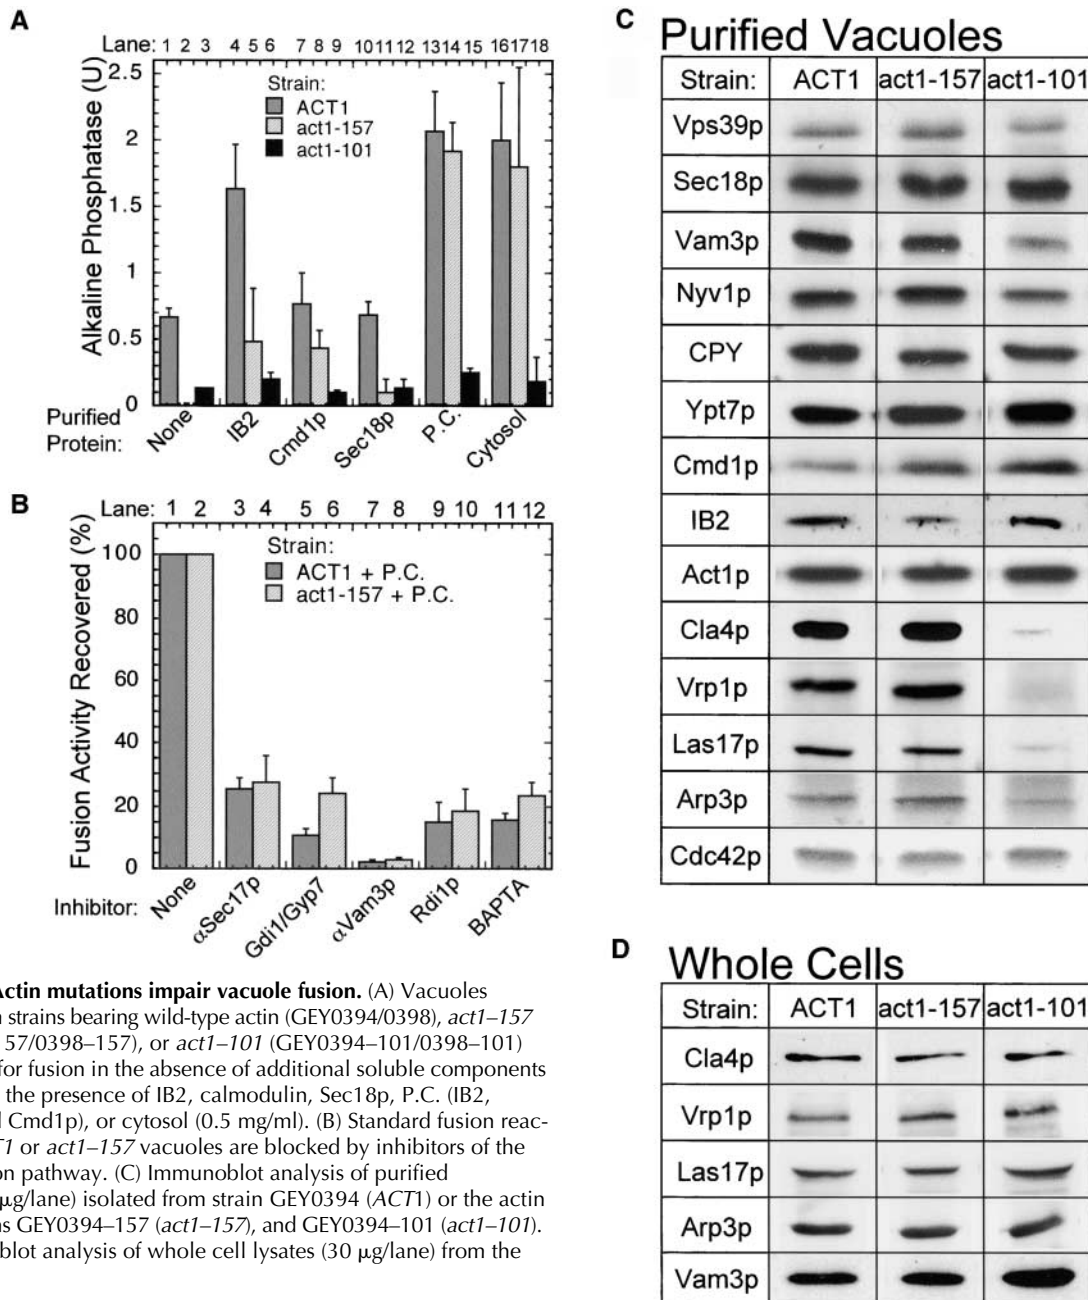 A
Lane: 1 2 3 4 5 6 7 8 9 10 11 12 13 14 15 16 17 18
Alkaline Phosphatase (U)
2.5
2
1.5
1
0.5
0
Strain:
ACT1
act1-157
act1-101
Purified Protein:
None
IB2
Cmd1p
Sec18p
P.C.
Cytosol
B
Lane: 1 2 3 4 5 6 7 8 9 10 11 12
Fusion Activity Recovered (%)
100
80
60
40
20
0
Strain:
ACT1 + P.C.
act1-157 + P.C.
Inhibitor:
None
αSec17p
Gdi1/Gyp7
αVam3p
Rdi1p
BAPTA
Actin mutations impair vacuole fusion. (A) Vacuoles
strains bearing wild-type actin (GEY0394/0398), act1–157
57/0398–157), or act1–101 (GEY0394–101/0398–101)
for fusion in the absence of additional soluble components
the presence of IB2, calmodulin, Sec18p, P.C. (IB2,
Cmd1p), or cytosol (0.5 mg/ml). (B) Standard fusion reac-
or act1–157 vacuoles are blocked by inhibitors of the
pathway. (C) Immunoblot analysis of purified
μg/lane) isolated from strain GEY0394 (ACT1) or the actin
GEY0394–157 (act1–157), and GEY0394–101 (act1–101).
blot analysis of whole cell lysates (30 μg/lane) from the
C
Purified Vacuoles
Strain: ACT1 act1-157 act1-101
Vps39p
Sec18p
Vam3p
Nyv1p
CPY
Ypt7p
Cmd1p
IB2
Act1p
Cla4p
Vrp1p
Las17p
Arp3p
Cdc42p
D
Whole Cells
Strain: ACT1 act1-157 act1-101
Cla4p
Vrp1p
Las17p
Arp3p
Vam3p